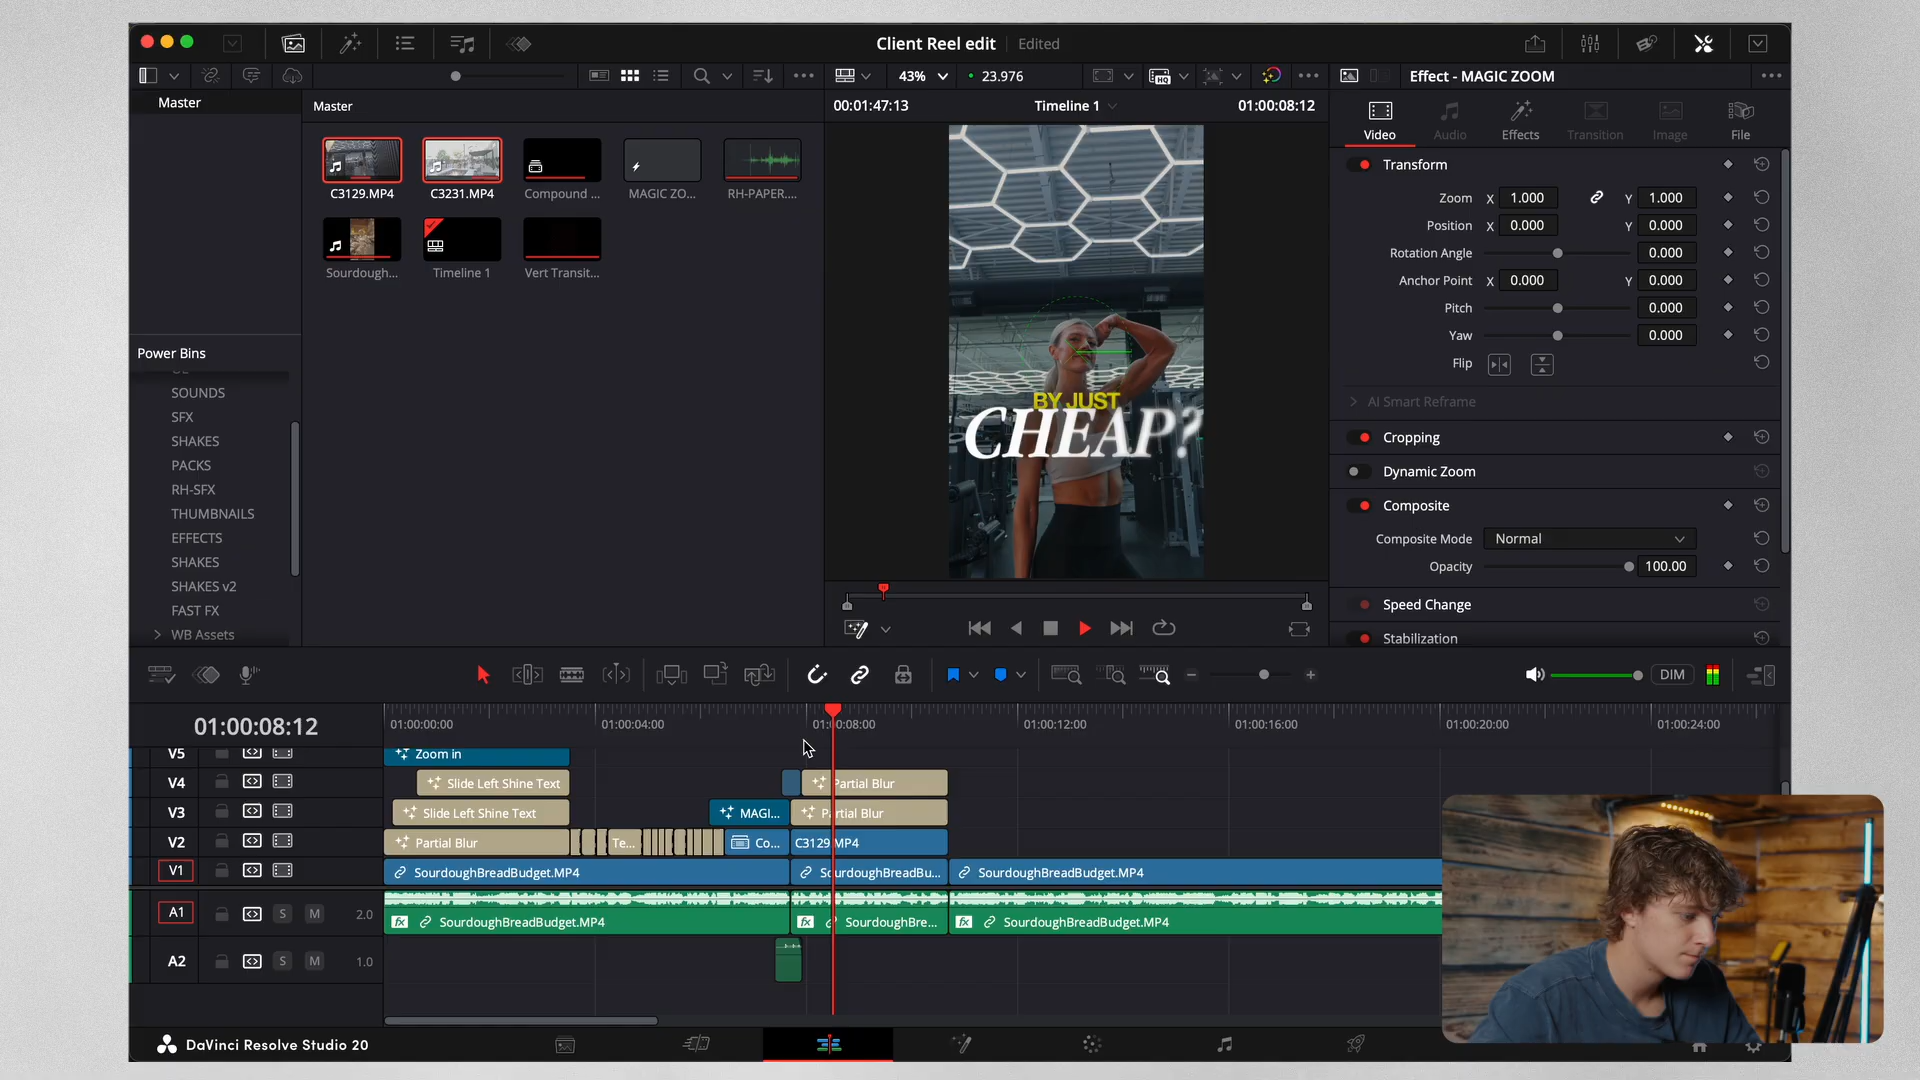 Client Reel edit
Edited
43%
23.976
Effect - MAGIC ZOOM
Master
Master
00:01:47:13
Timeline 1
01:00:08:12
Video
Audio
Effects
Transition
Image
File
C3129.MP4
C3231.MP4
Compound ...
MAGIC ZO...
RH-PAPER....
Sourdough...
Timeline 1
Vert Transit...
BY JUST
CHEAP?
Transform
Zoom X 1.000 Y 1.000
Position X 0.000 Y 0.000
Rotation Angle 0.000
Anchor Point X 0.000 Y 0.000
Pitch 0.000
Yaw 0.000
Flip
AI Smart Reframe
Cropping
Dynamic Zoom
Composite
Composite Mode Normal
Opacity 100.00
Speed Change
Stabilization
Power Bins
SOUNDS
SFX
SHAKES
PACKS
RH-SFX
THUMBNAILS
EFFECTS
SHAKES
SHAKES v2
FAST FX
WB Assets
DIM
01:00:08:12
01:00:00:00
01:00:04:00
01:00:08:00
01:00:12:00
01:00:16:00
01:00:20:00
01:00:24:00
V5
Zoom in
V4
Slide Left Shine Text
Partial Blur
V3
Slide Left Shine Text
MAGI...
Partial Blur
V2
Partial Blur
Te...
Co...
C3129.MP4
V1
SourdoughBreadBudget.MP4
SourdoughBreadBu...
SourdoughBreadBudget.MP4
A1
S
M
2.0
fx SourdoughBreadBudget.MP4
fx SourdoughBre...
fx SourdoughBreadBudget.MP4
A2
S
M
1.0
DaVinci Resolve Studio 20